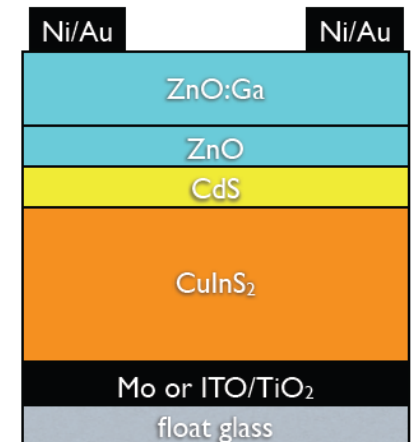 Ni/Au Ni/Au
ZnO:Ga
ZnO
CdS
CuInS₂
Mo or ITO/TiO₂
float glass